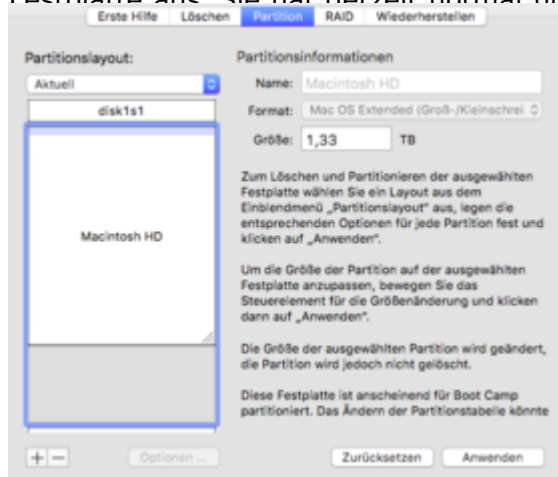 Erste Hilfe Löschen Partition RAID Wiederherstellen
Partitionslayout:
Aktuell
disk1s1
Macintosh HD
Optionen ...
Partitionsinformationen
Name: Macintosh HD
Format: Mac OS Extended (Groß-/Kleinschrei
Größe: 1,33 TB
Zum Löschen und Partitionieren der ausgewählten
Festplatte wählen Sie ein Layout aus dem
Einblendmenü „Partitionslayout“ aus, legen die
entsprechenden Optionen für jede Partition fest und
klicken auf „Anwenden“.
Um die Größe der Partition auf der ausgewählten
Festplatte anzupassen, bewegen Sie das
Steuerelement für die Größenänderung und klicken
dann auf „Anwenden“.
Die Größe der ausgewählten Partition wird geändert,
die Partition wird jedoch nicht gelöscht.
Diese Festplatte ist anscheinend für Boot Camp
partitioniert. Das Ändern der Partitionstabelle könnte
Zurücksetzen Anwenden